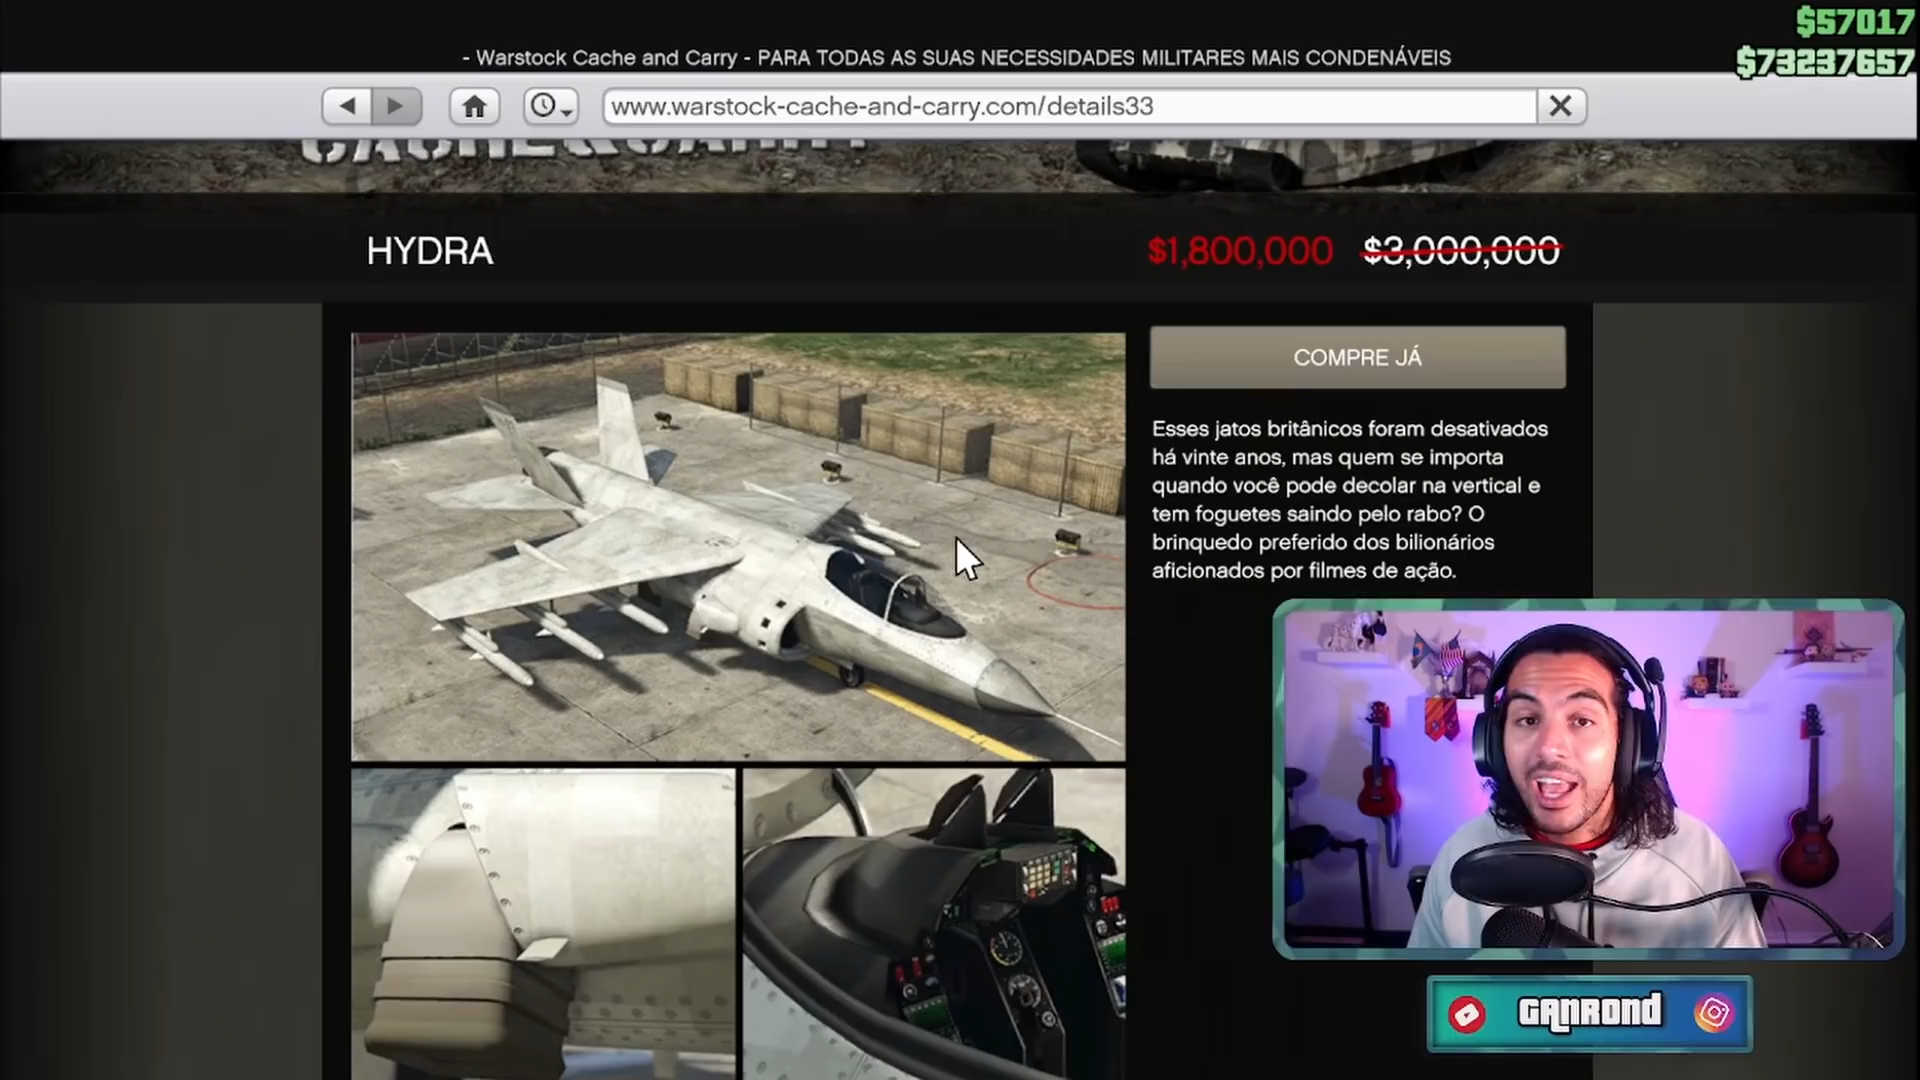 $57017
- Warstock Cache and Carry - PARA TODAS AS SUAS NECESSIDADES MILITARES MAIS CONDENÁVEIS
$73237657
www.warstock-cache-and-carry.com/details33
CACHE&CARRY
HYDRA
$1,800,000 $3,000,000
COMPRE JÁ
Esses jatos britânicos foram desativados
há vinte anos, mas quem se importa
quando você pode decolar na vertical e
tem foguetes saindo pelo rabo? O
brinquedo preferido dos bilionários
aficionados por filmes de ação.
GANROND